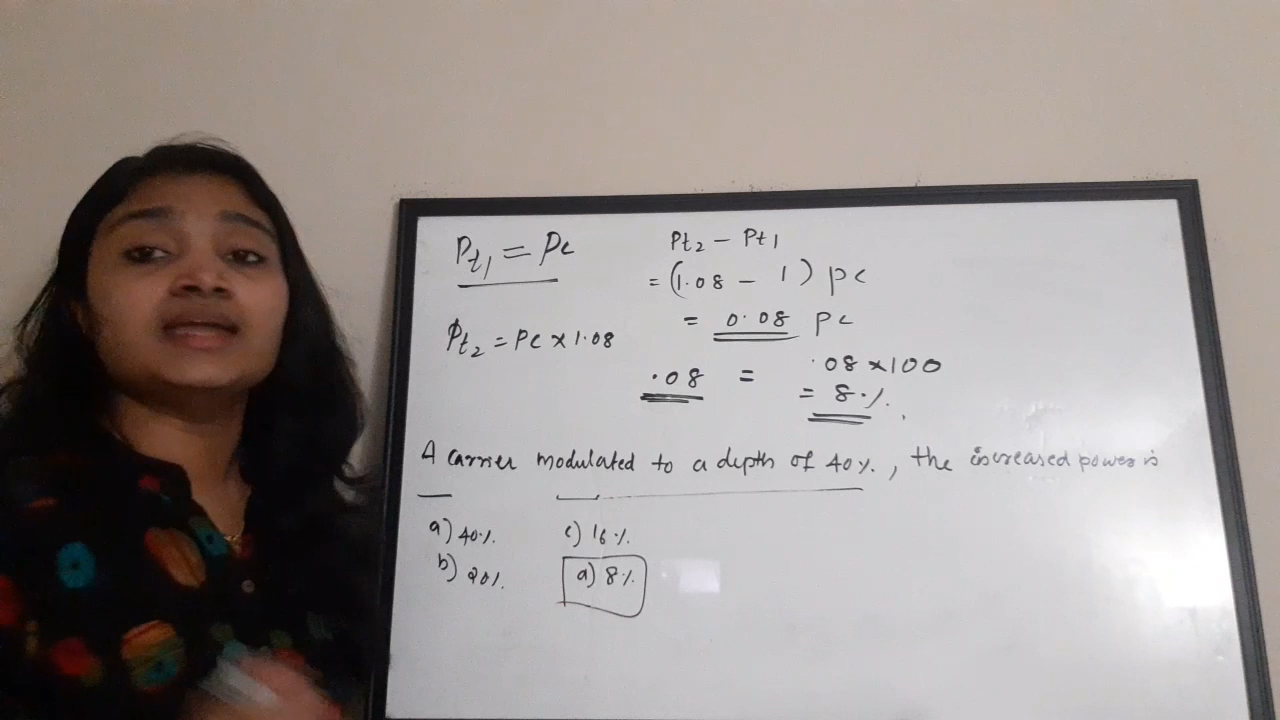 Pt₁ = Pc
Pt₂ = Pc × 1.08
Pt₂ - Pt₁
= (1.08 - 1) pc
= 0.08 pc
.08 = .08 × 100
= 8%.
A carrier modulated to a depth of 40%, the increased power is
a) 40%.
b) 20%.
c) 16%.
d) 8%.